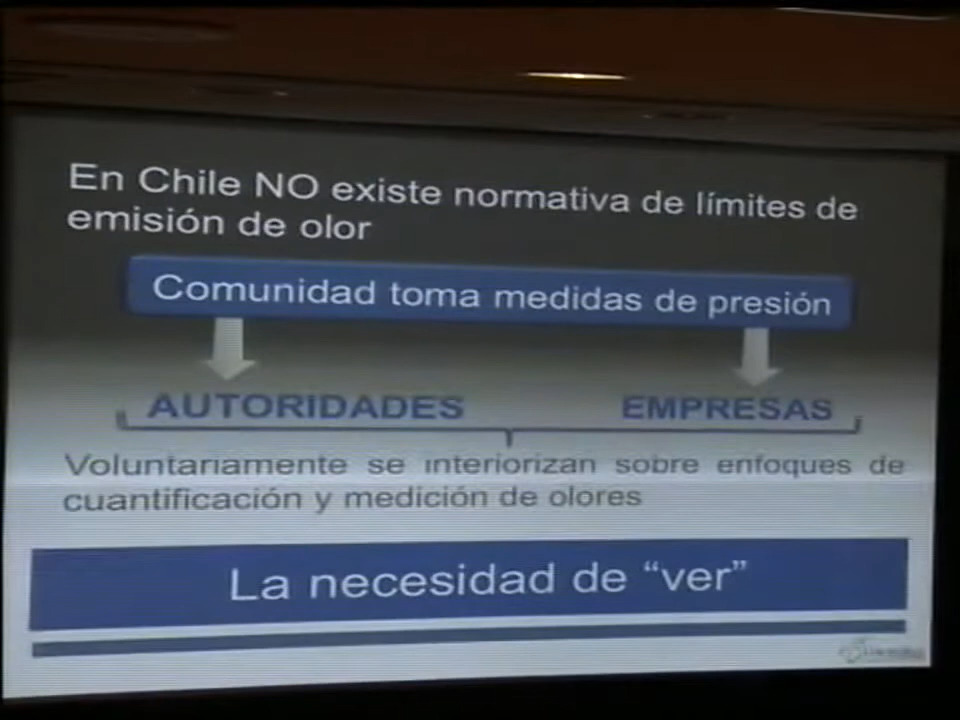 En Chile NO existe normativa de límites de
emisión de olor
Comunidad toma medidas de presión
AUTORIDADES
EMPRESAS
Voluntariamente se interiorizan sobre enfoques de
cuantificación y medición de olores
La necesidad de “ver”